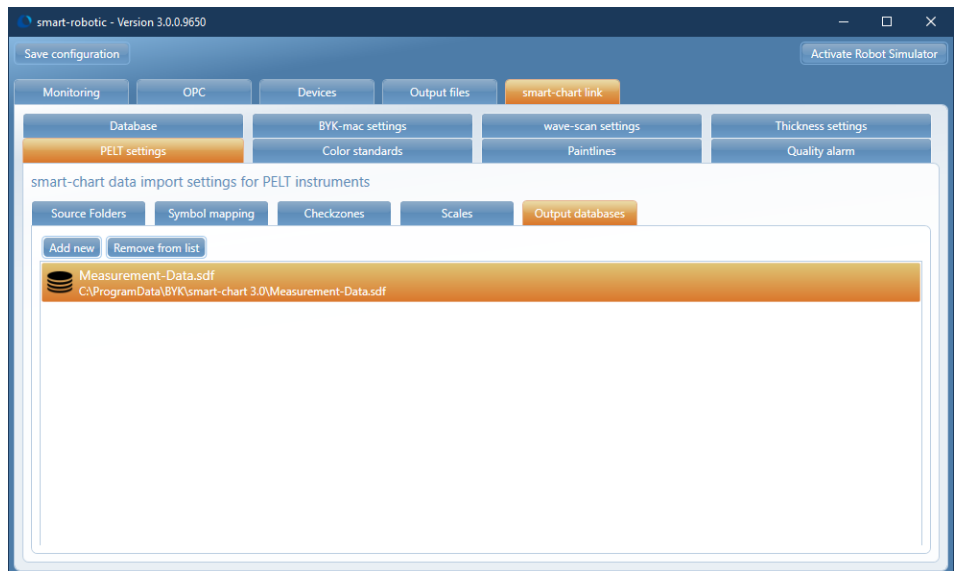 smart-robotic - Version 3.0.0.9650
Save configuration
Activate Robot Simulator
Monitoring
OPC
Devices
Output files
smart-chart link
Database
BYK-mac settings
wave-scan settings
Thickness settings
PELT settings
Color standards
Paintlines
Quality alarm
smart-chart data import settings for PELT instruments
Source Folders
Symbol mapping
Checkzones
Scales
Output databases
Add new
Remove from list
Measurement-Data.sdf
C:\ProgramData\BYK\smart-chart 3.0\Measurement-Data.sdf